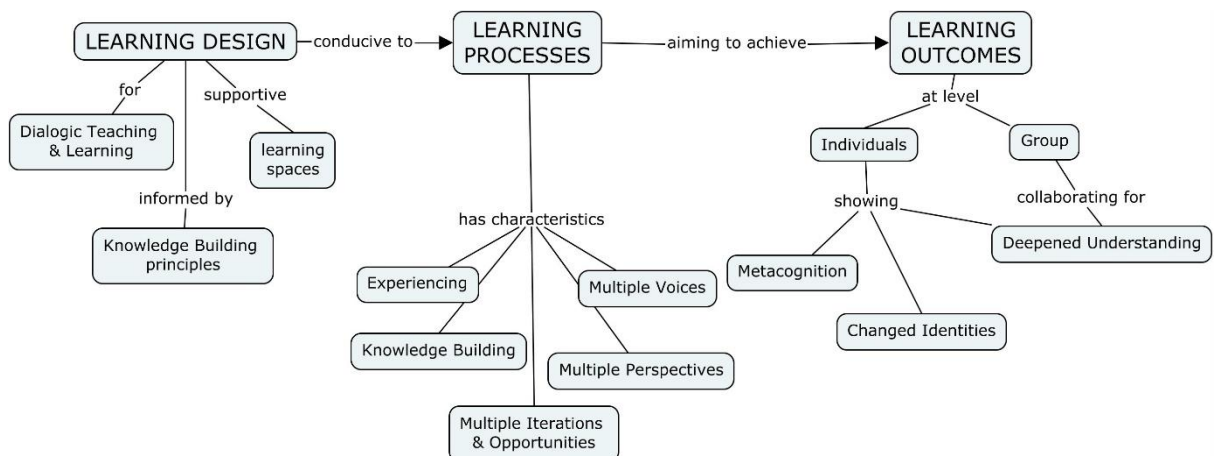 LEARNING DESIGN
conducive to
LEARNING
PROCESSES
aiming to achieve
LEARNING
OUTCOMES
for
supportive
Dialogic Teaching
& Learning
learning
spaces
informed by
Knowledge Building
principles
has characteristics
Experiencing
Multiple Voices
Knowledge Building
Multiple Perspectives
Multiple Iterations
& Opportunities
at level
Individuals
Group
showing
collaborating for
Metacognition
Deepened Understanding
Changed Identities